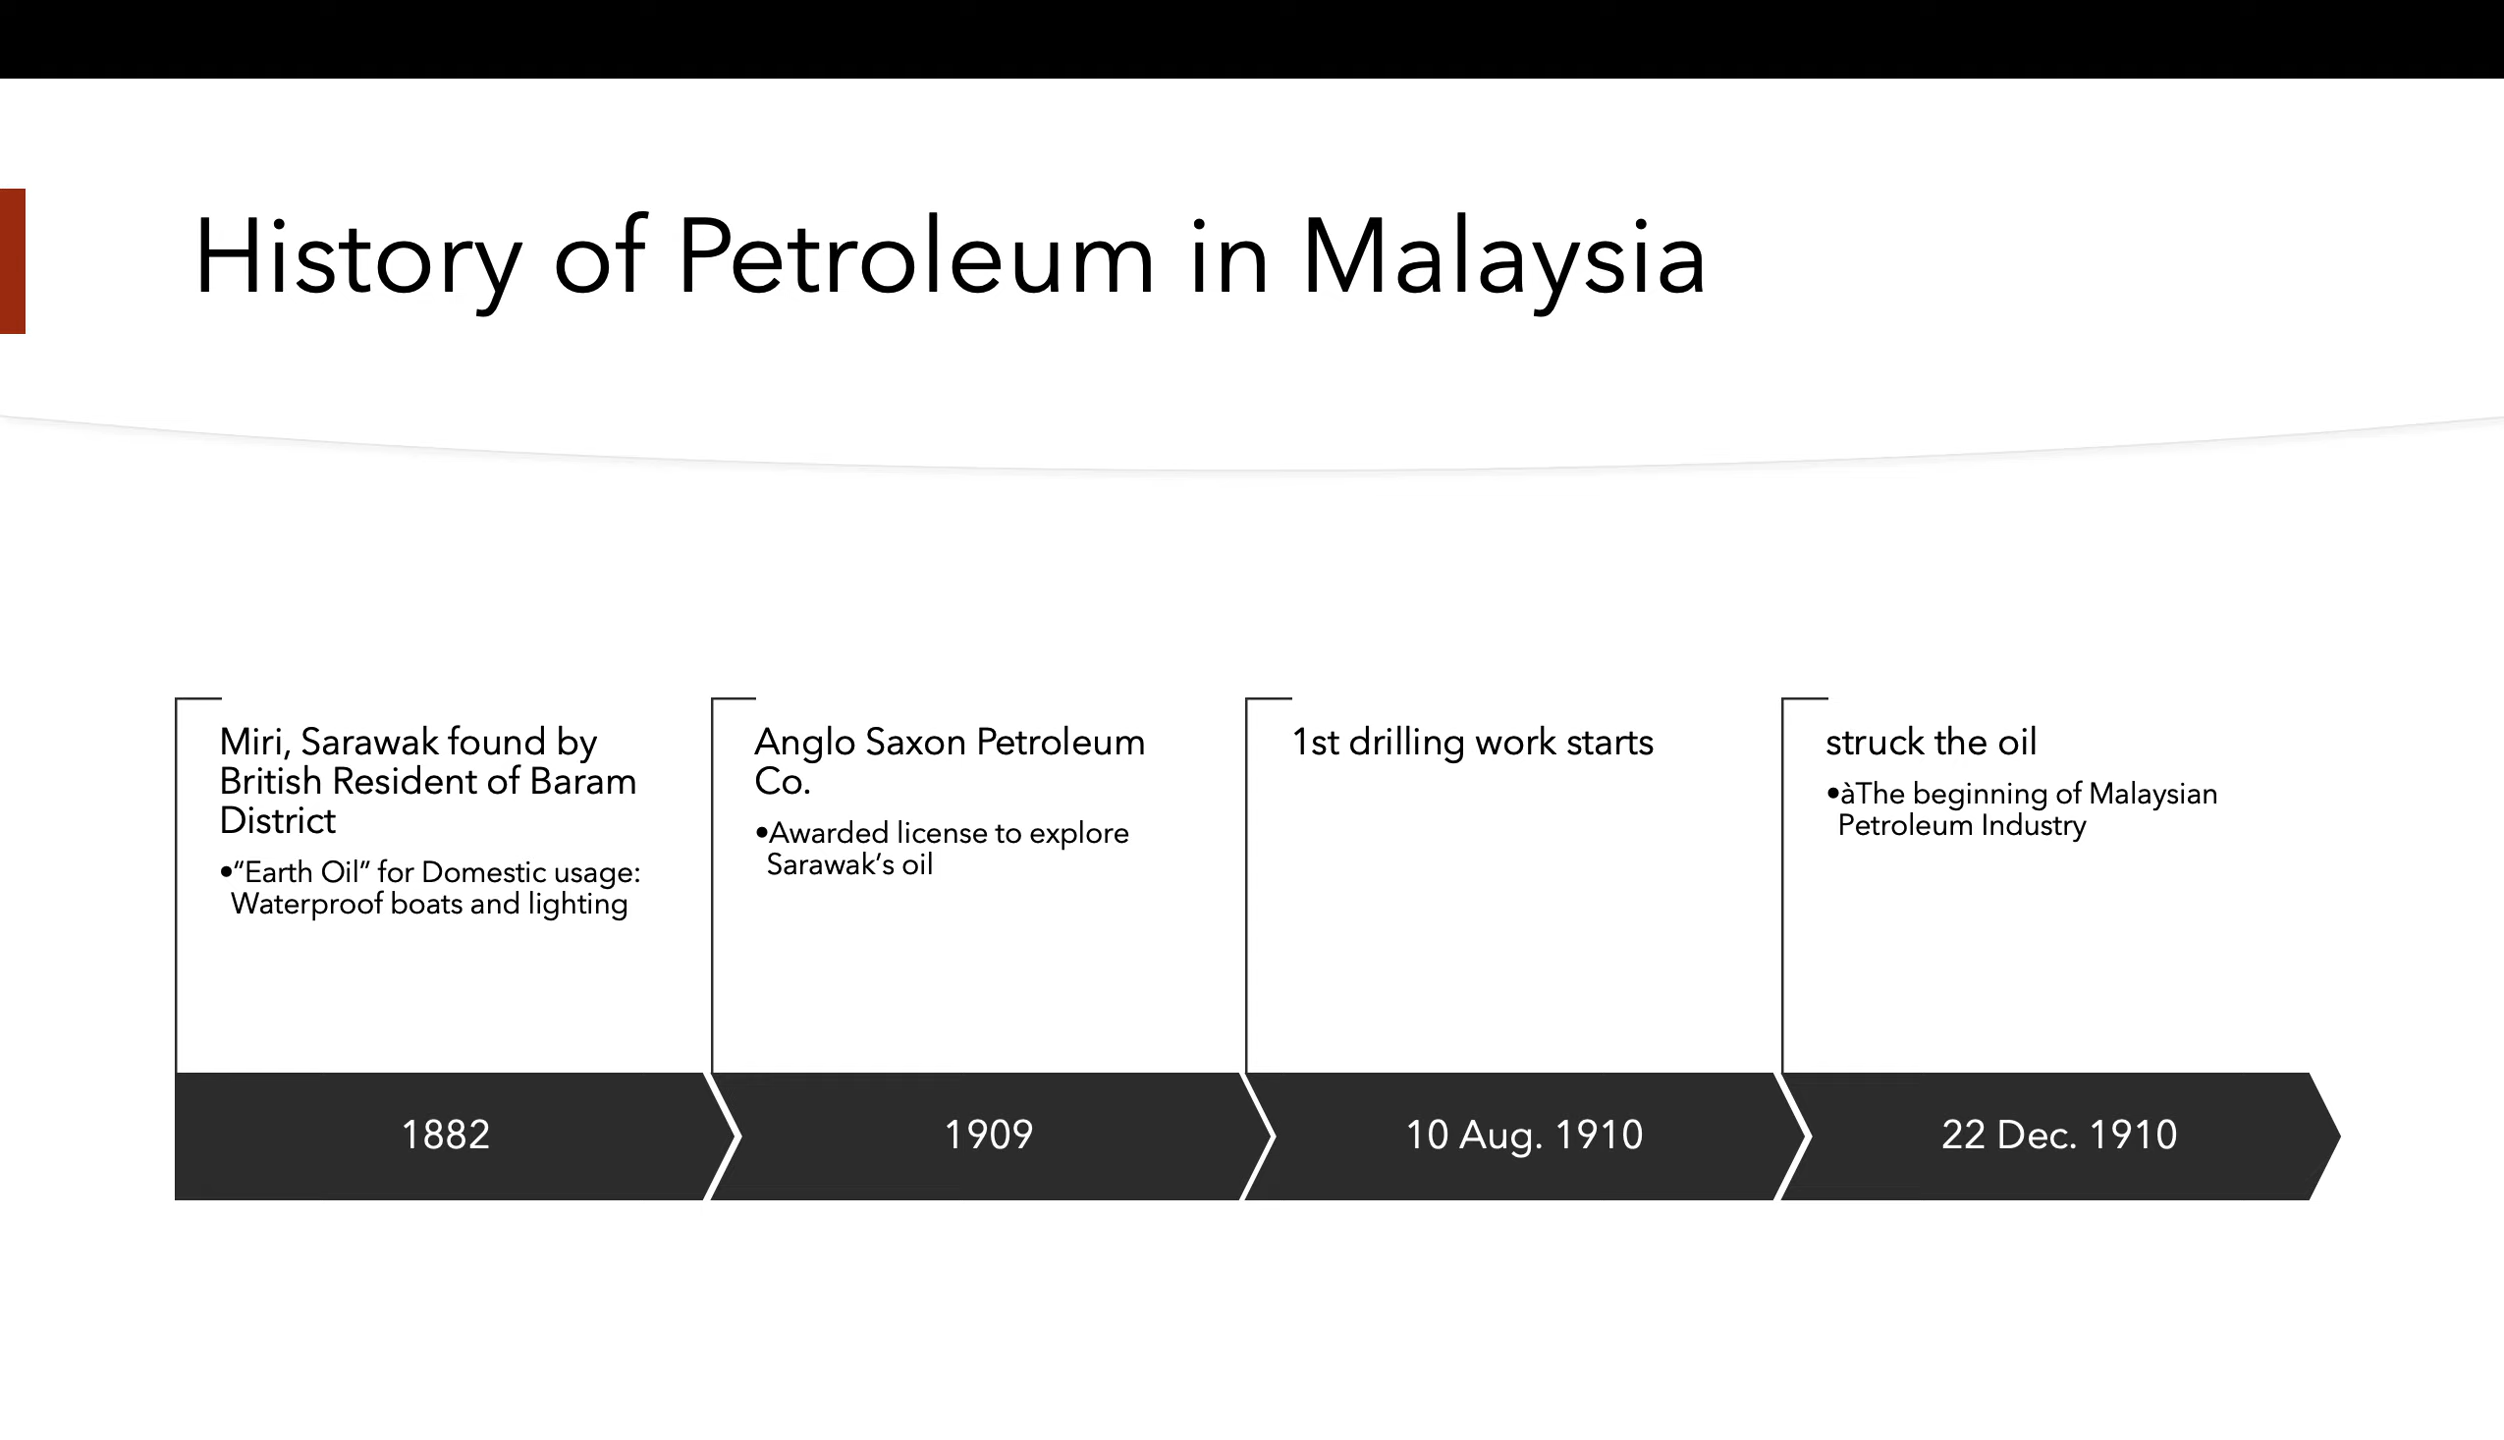 History of Petroleum in Malaysia
Miri, Sarawak found by
British Resident of Baram
District
•“Earth Oil” for Domestic usage:
Waterproof boats and lighting
1882
Anglo Saxon Petroleum
Co.
•Awarded license to explore
Sarawak’s oil
1909
1st drilling work starts
10 Aug. 1910
struck the oil
•àThe beginning of Malaysian
Petroleum Industry
22 Dec. 1910